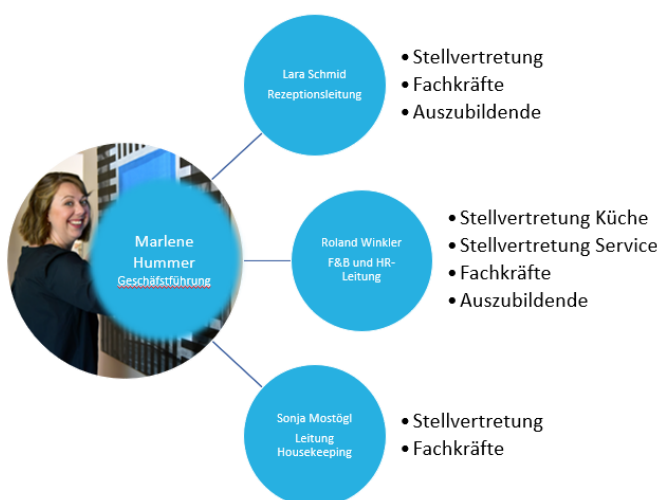 Lara Schmid
Rezeptionsleitung
• Stellvertretung
• Fachkräfte
• Auszubildende
Marlene
Hummer
Geschäfstführung
Roland Winkler
F&B und HR-
Leitung
• Stellvertretung Küche
• Stellvertretung Service
• Fachkräfte
• Auszubildende
Sonja Mostögl
Leitung
Housekeeping
• Stellvertretung
• Fachkräfte